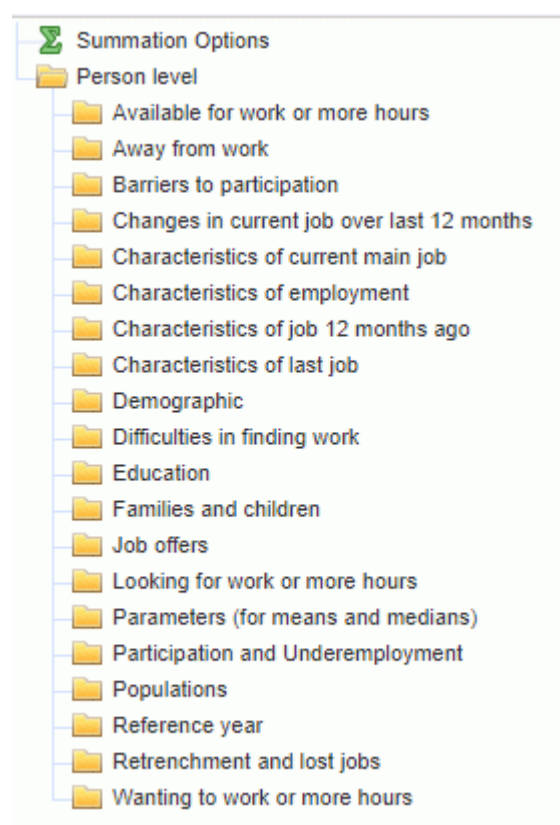 Summation Options
Person level
Available for work or more hours
Away from work
Barriers to participation
Changes in current job over last 12 months
Characteristics of current main job
Characteristics of employment
Characteristics of job 12 months ago
Characteristics of last job
Demographic
Difficulties in finding work
Education
Families and children
Job offers
Looking for work or more hours
Parameters (for means and medians)
Participation and Underemployment
Populations
Reference year
Retrenchment and lost jobs
Wanting to work or more hours